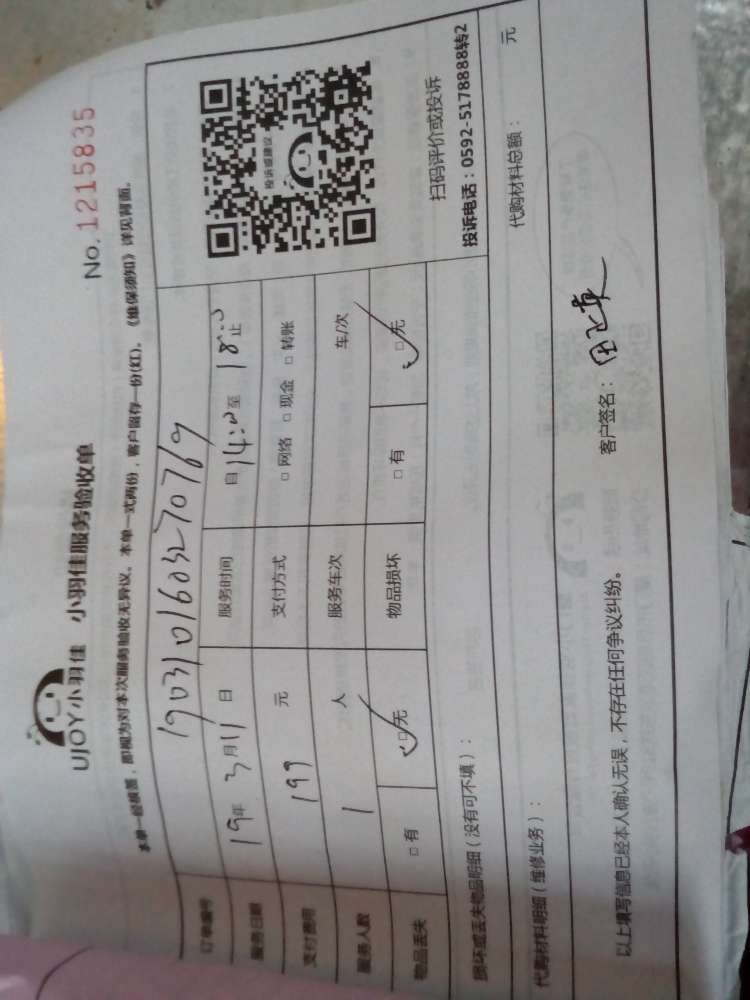 UJOY小羽佳 小羽佳服务验收单
No.1215835
本单一经签签，即视为对本次服务验收无异议。本单一式两份，客户留存一份(红)。《维保须知》详见背面。
订单编号 1903101603270769
服务日期 19年 3月11日 服务时间 自14:00至18:00止
支付费用 199 元 支付方式 □网络 □现金 □转账
服务人数 1 人 服务车次 车/次
物品丢失 □有 ☑无 物品损坏 □有 ☑无
投诉或建议
扫码评价或投诉
投诉电话：0592-5178888转2
损坏或丢失物品明细（没有可不填）：
代购材料明细（维修业务）： 代购材料总额： 元
以上填写信息已经本人确认无误，不存在任何争议纠纷。 客户签名：